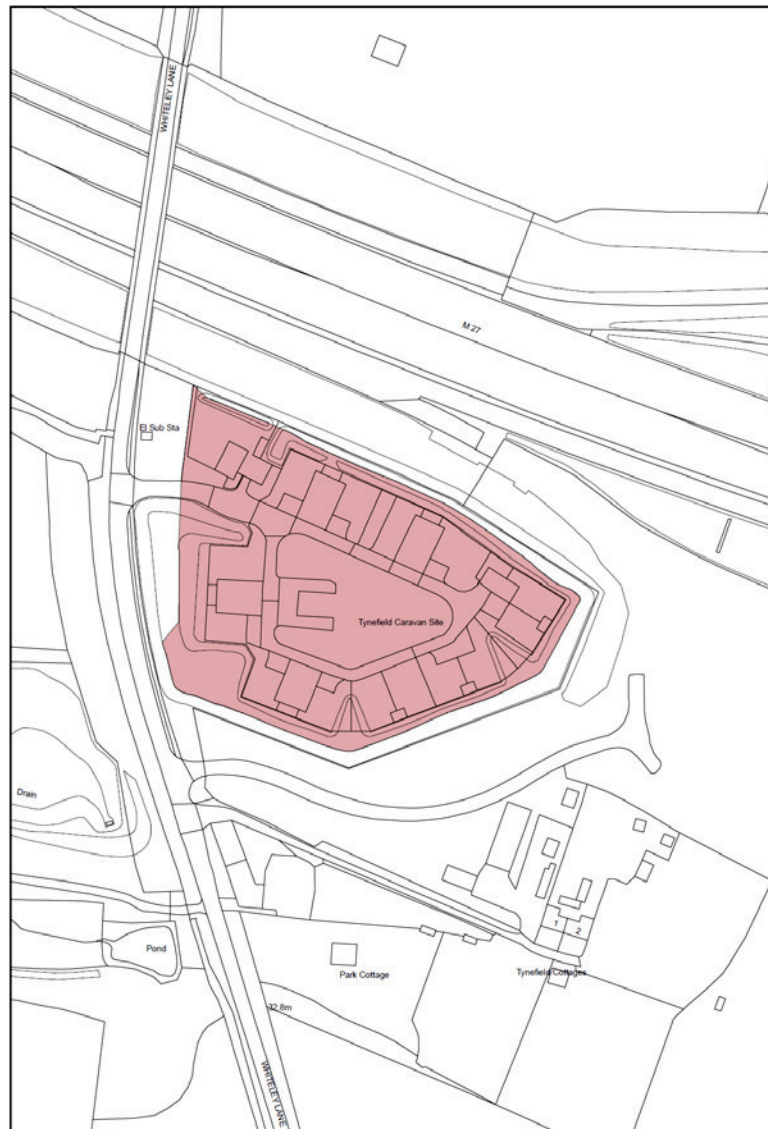 WHITELEY LANE
M 27
El Sub Sta
Tynefield Caravan Site
Drain
1
2
Pond
Park Cottage
Tynefield Cottages
32.8m
WHITELEY LANE